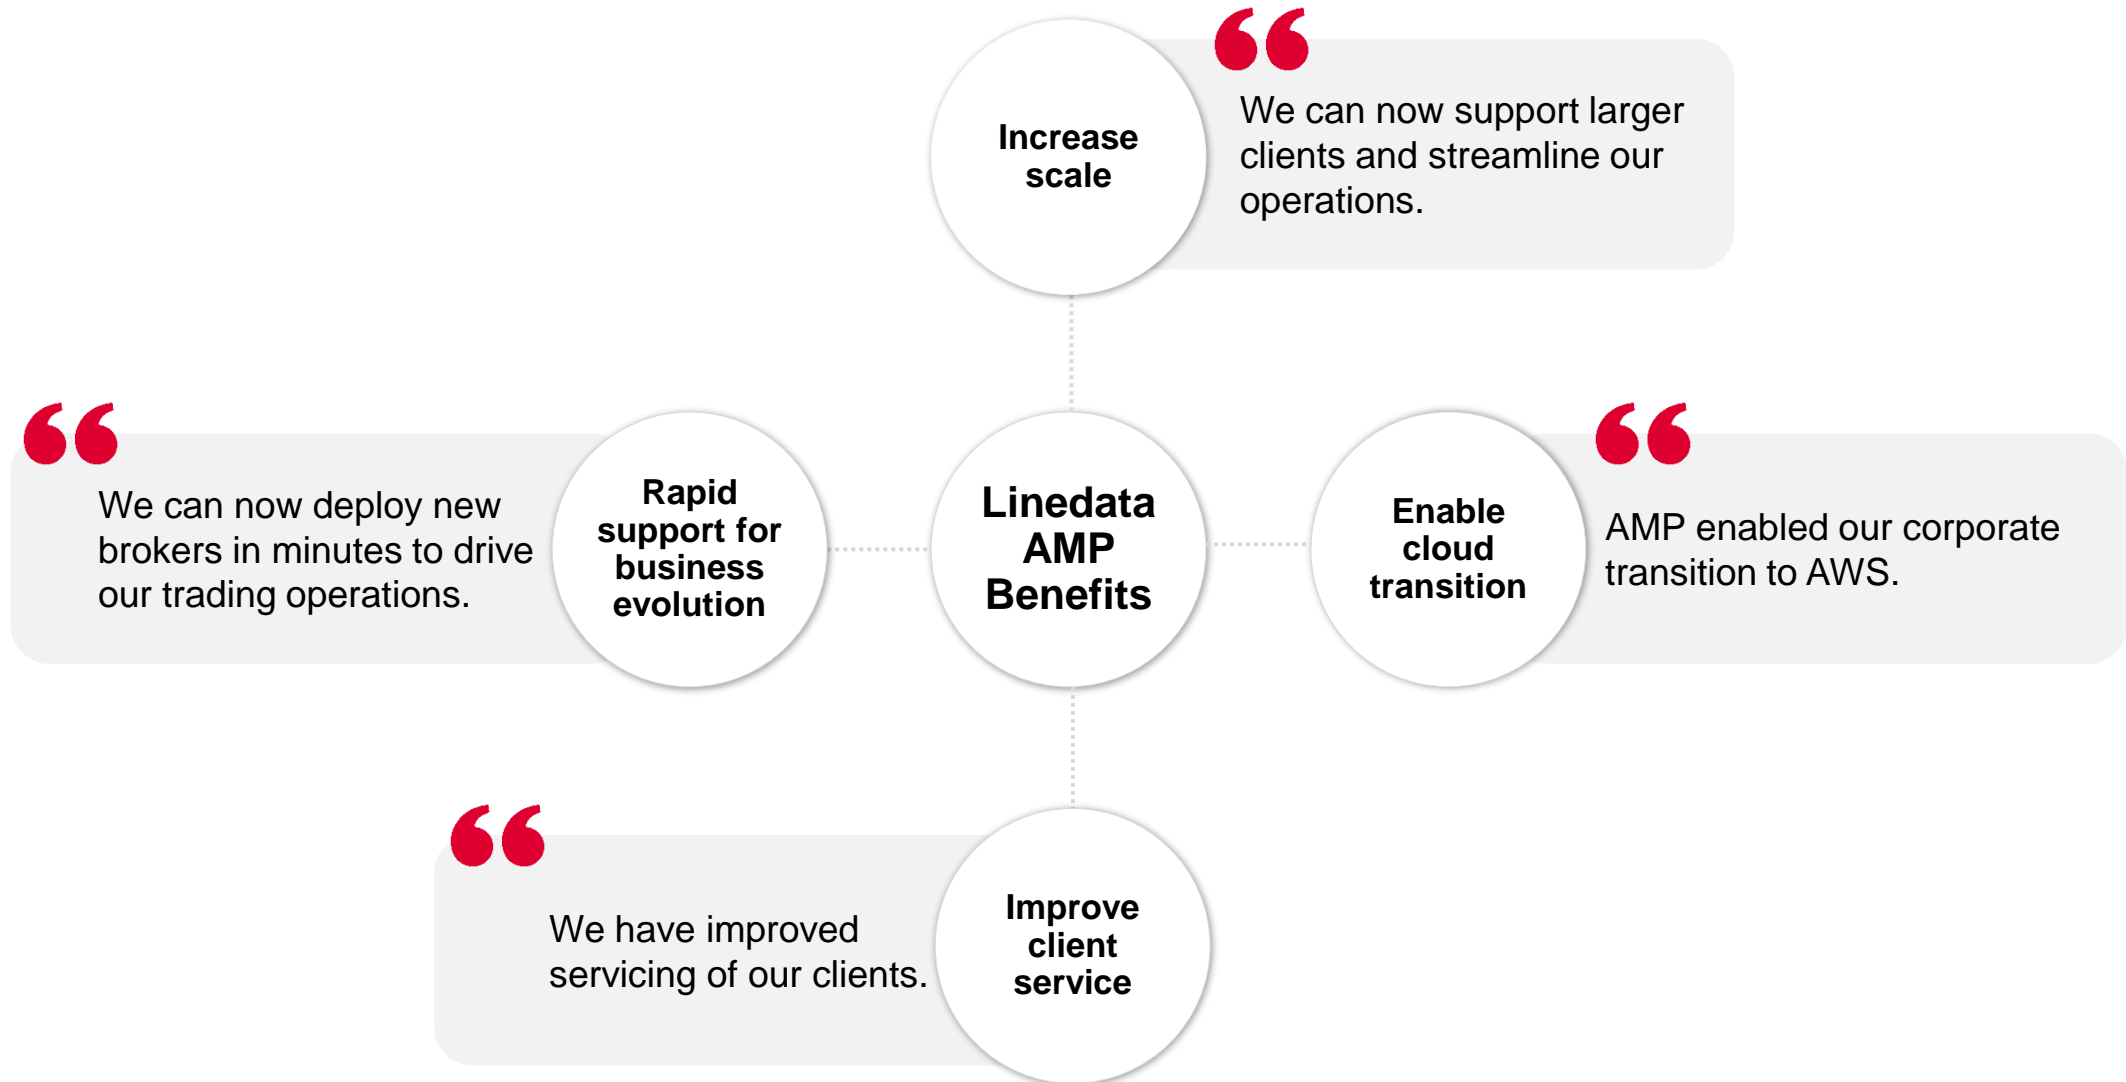 Increase
scale
“
We can now support larger
clients and streamline our
operations.
“
We can now deploy new
brokers in minutes to drive
our trading operations.
Rapid
support for
business
evolution
Linedata
AMP
Benefits
Enable
cloud
transition
“
AMP enabled our corporate
transition to AWS.
“
We have improved
servicing of our clients.
Improve
client
service